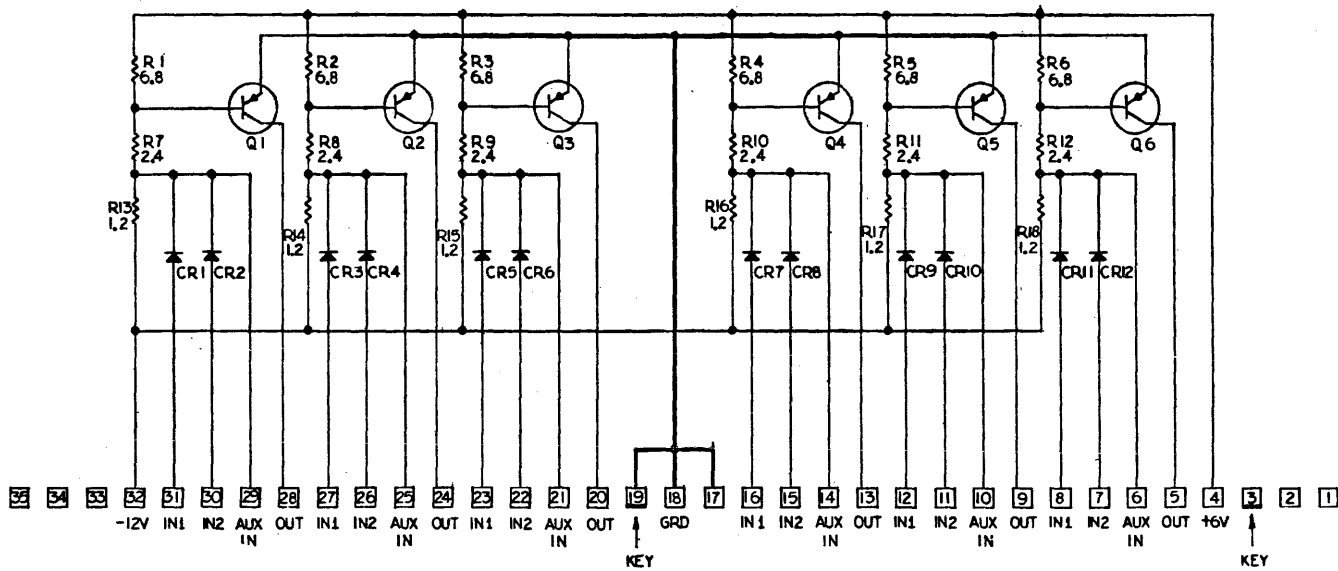 R1
6.8
R2
6.8
R3
6.8
R4
6.8
R5
6.8
R6
6.8
Q1
Q2
Q3
Q4
Q5
Q6
R7
2.4
R8
2.4
R9
2.4
R10
2.4
R11
2.4
R12
2.4
R13
1.2
R14
1.2
R15
1.2
R16
1.2
R17
1.2
R18
1.2
CR1
CR2
CR3
CR4
CR5
CR6
CR7
CR8
CR9
CR10
CR11
CR12
35 34 33 32 31 30 29 28 27 26 25 24 23 22 21 20 19 18 17 16 15 14 13 12 11 10 9 8 7 6 5 4 3 2 1
-12V IN1 IN2 AUX IN OUT IN1 IN2 AUX IN OUT IN1 IN2 AUX IN OUT GRD IN1 IN2 AUX IN OUT IN1 IN2 AUX IN OUT IN1 IN2 AUX IN OUT +6V
KEY
KEY